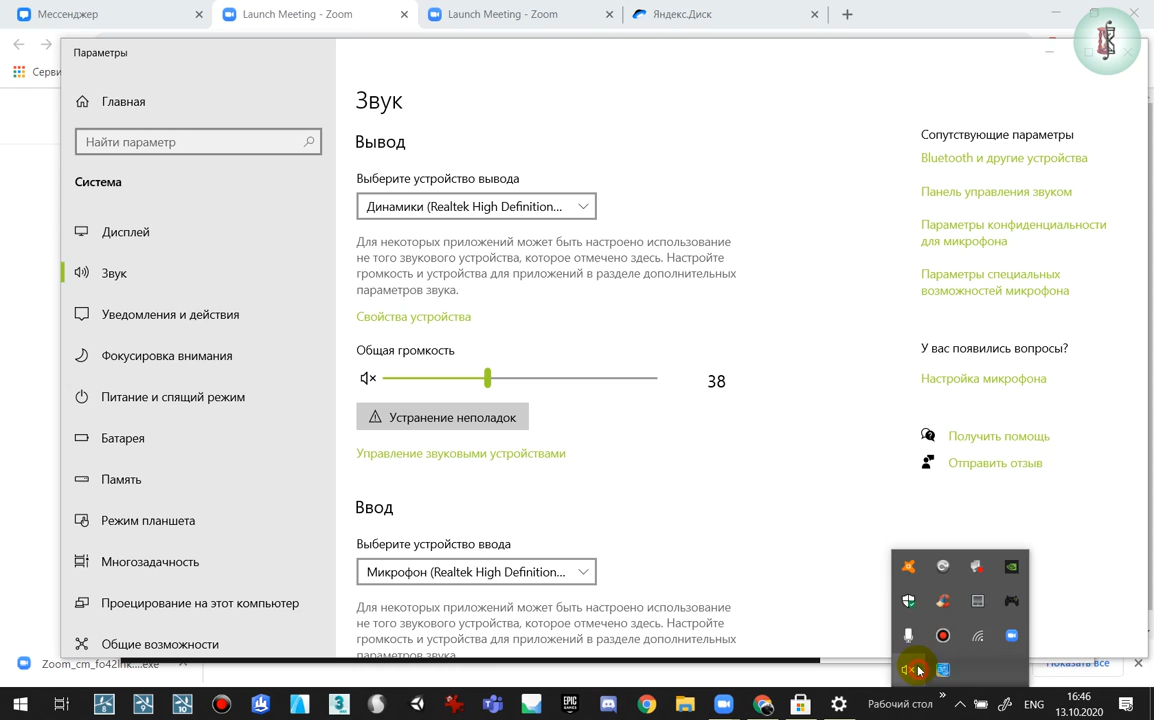 Мессенджер
Launch Meeting - Zoom
Launch Meeting - Zoom
Яндекс.Диск
Параметры
Главная
Найти параметр
Система
Дисплей
Звук
Уведомления и действия
Фокусировка внимания
Питание и спящий режим
Батарея
Память
Режим планшета
Многозадачность
Проецирование на этот компьютер
Общие возможности
Звук
Вывод
Выберите устройство вывода
Динамики (Realtek High Definition...
Для некоторых приложений может быть настроено использование
не того звукового устройства, которое отмечено здесь. Настройте
громкость и устройства для приложений в разделе дополнительных
параметров звука.
Свойства устройства
Общая громкость
38
Устранение неполадок
Управление звуковыми устройствами
Ввод
Выберите устройство ввода
Микрофон (Realtek High Definition...
Для некоторых приложений может быть настроено использование
не того звукового устройства, которое отмечено здесь. Настройте
громкость и устройства для приложений в разделе дополнительных
параметров звука.
Сопутствующие параметры
Bluetooth и другие устройства
Панель управления звуком
Параметры конфиденциальности
для микрофона
Параметры специальных
возможностей микрофона
У вас появились вопросы?
Настройка микрофона
Получить помощь
Отправить отзыв
Показать все
Рабочий стол
ENG
16:46
13.10.2020